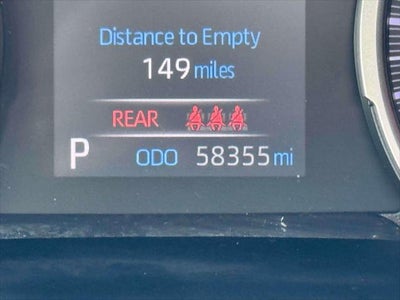 Distance to Empty
149 miles
REAR
P ODO 58355 mi